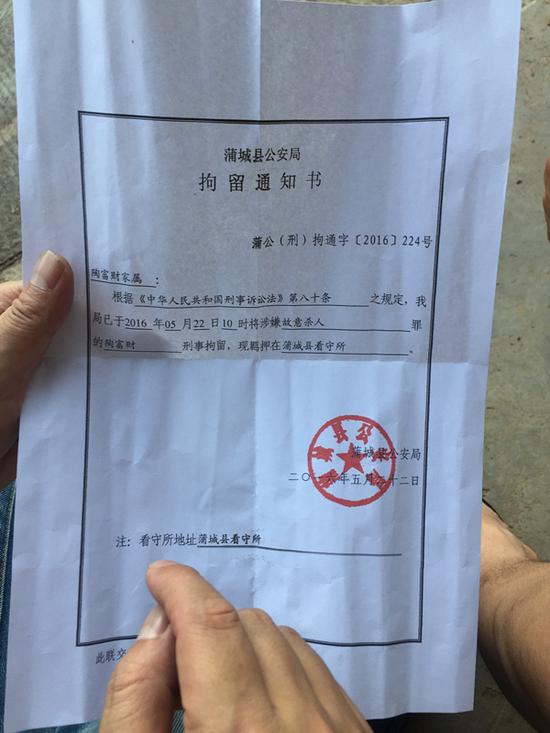 蒲城县公安局
拘留通知书
蒲公（刑）拘通字〔2016〕224号
陶富财家属：
根据《中华人民共和国刑事诉讼法》第八十条之规定，我
局已于2016年05月22日10时将涉嫌故意杀人罪
的陶富财刑事拘留，现羁押在蒲城县看守所。
蒲城县公安局
二〇一六年五月二十二日
注：看守所地址蒲城县看守所
此联交